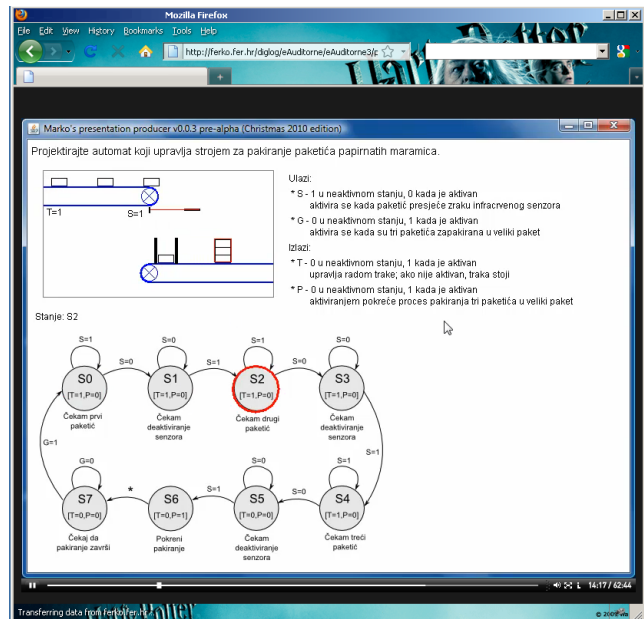 Mozilla Firefox
File Edit View History Bookmarks Tools Help
http://ferko.fer.hr/diglog/eAuditorne/eAuditorne3/p
Marko's presentation producer v0.0.3 pre-alpha (Christmas 2010 edition)
Projektirajte automat koji upravlja strojem za pakiranje paketića papirnatih maramica.
T=1
S=1
Ulazi:
* S - 1 u neaktivnom stanju, 0 kada je aktivan
aktivira se kada paketić presječe zraku infracrvenog senzora
* G - 0 u neaktivnom stanju, 1 kada je aktivan
aktivira se kada su tri paketića zapakirana u veliki paket
Izlazi:
* T - 0 u neaktivnom stanju, 1 kada je aktivan
upravlja radom trake; ako nije aktivan, traka stoji
* P - 0 u neaktivnom stanju, 1 kada je aktivan
aktiviranjem pokreće proces pakiranja tri paketića u veliki paket
Stanje: S2
S=1 S=0 S=1 S=0
S=0 S=1 S=0
S0 S1 S2 S3
[T=1,P=0] [T=1,P=0] [T=1,P=0] [T=1,P=0]
Čekam prvi paketić
Čekam deaktiviranje senzora
Čekam drugi paketić
Čekam deaktiviranje senzora
G=1
S=1
G=0 S=0 S=1
* S=1 S=0
S7 S6 S5 S4
[T=0,P=0] [T=0,P=1] [T=0,P=0] [T=1,P=0]
Čekaj da pakiranje završi
Pokreni pakiranje
Čekam deaktiviranje senzora
Čekam treći paketić
14:17 / 62:44
Transferring data from ferko.fer.hr...